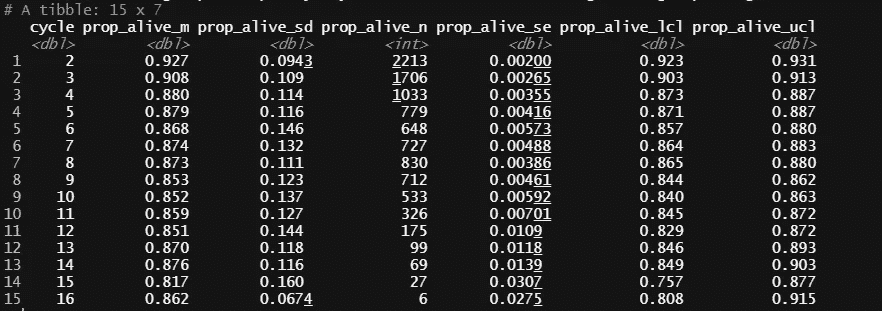 # A tibble: 15 x 7
cycle prop_alive_m prop_alive_sd prop_alive_n prop_alive_se prop_alive_lcl prop_alive_ucl
<dbl> <dbl> <dbl> <int> <dbl> <dbl> <dbl>
1 2 0.927 0.0943 2213 0.00200 0.923 0.931
2 3 0.908 0.109 1706 0.00265 0.903 0.913
3 4 0.880 0.114 1033 0.00355 0.873 0.887
4 5 0.879 0.116 779 0.00416 0.871 0.887
5 6 0.868 0.146 648 0.00573 0.857 0.880
6 7 0.874 0.132 727 0.00488 0.864 0.883
7 8 0.873 0.111 830 0.00386 0.865 0.880
8 9 0.853 0.123 712 0.00461 0.844 0.862
9 10 0.852 0.137 533 0.00592 0.840 0.863
10 11 0.859 0.127 326 0.00701 0.845 0.872
11 12 0.851 0.144 175 0.0109 0.829 0.872
12 13 0.870 0.118 99 0.0118 0.846 0.893
13 14 0.876 0.116 69 0.0139 0.849 0.903
14 15 0.817 0.160 27 0.0307 0.757 0.877
15 16 0.862 0.0674 6 0.0275 0.808 0.915